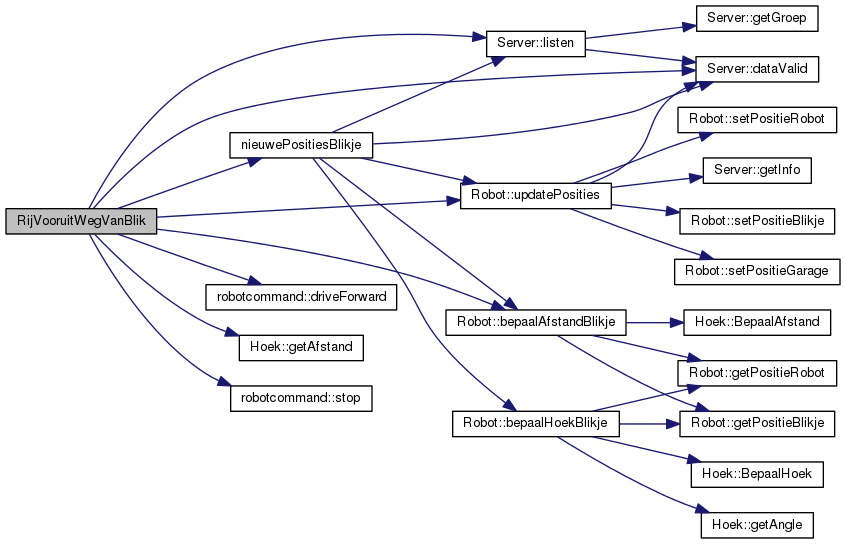 Server::getGroep
Server::listen
Server::dataValid
Robot::setPositieRobot
nieuwePositiesBlikje
Server::getInfo
Robot::updatePosities
RijVooruitWegVanBlik
Robot::setPositieBlikje
Robot::setPositieGarage
robotcommand::driveForward
Robot::bepaalAfstandBlikje
Hoek::BepaalAfstand
Hoek::getAfstand
Robot::getPositieRobot
robotcommand::stop
Robot::bepaalHoekBlikje
Robot::getPositieBlikje
Hoek::BepaalHoek
Hoek::getAngle